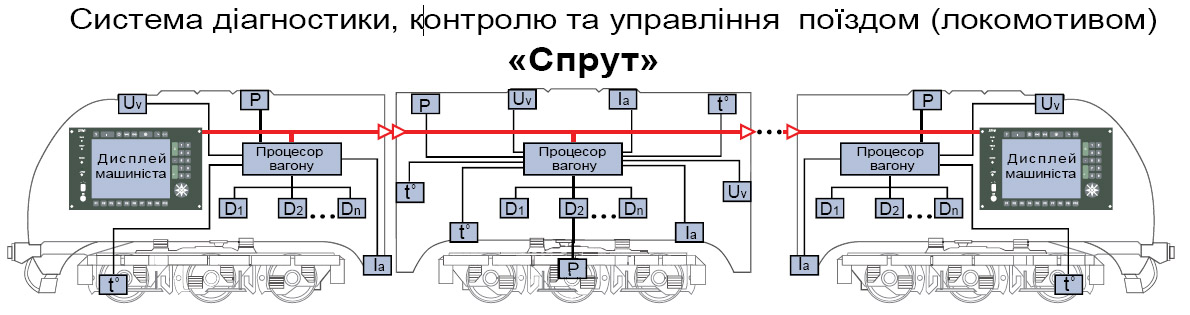 Система діагностики, контролю та управління поїздом (локомотивом)
«Спрут»
Uv
P
Дисплей
машиніста
Процесор
вагону
D1
D2
Dn
t°
Ia
P
Uv
Ia
t°
Процесор
вагону
t°
Uv
D1
D2
Dn
t°
Ia
P
P
Uv
Процесор
вагону
Дисплей
машиніста
D1
D2
Dn
Ia
t°